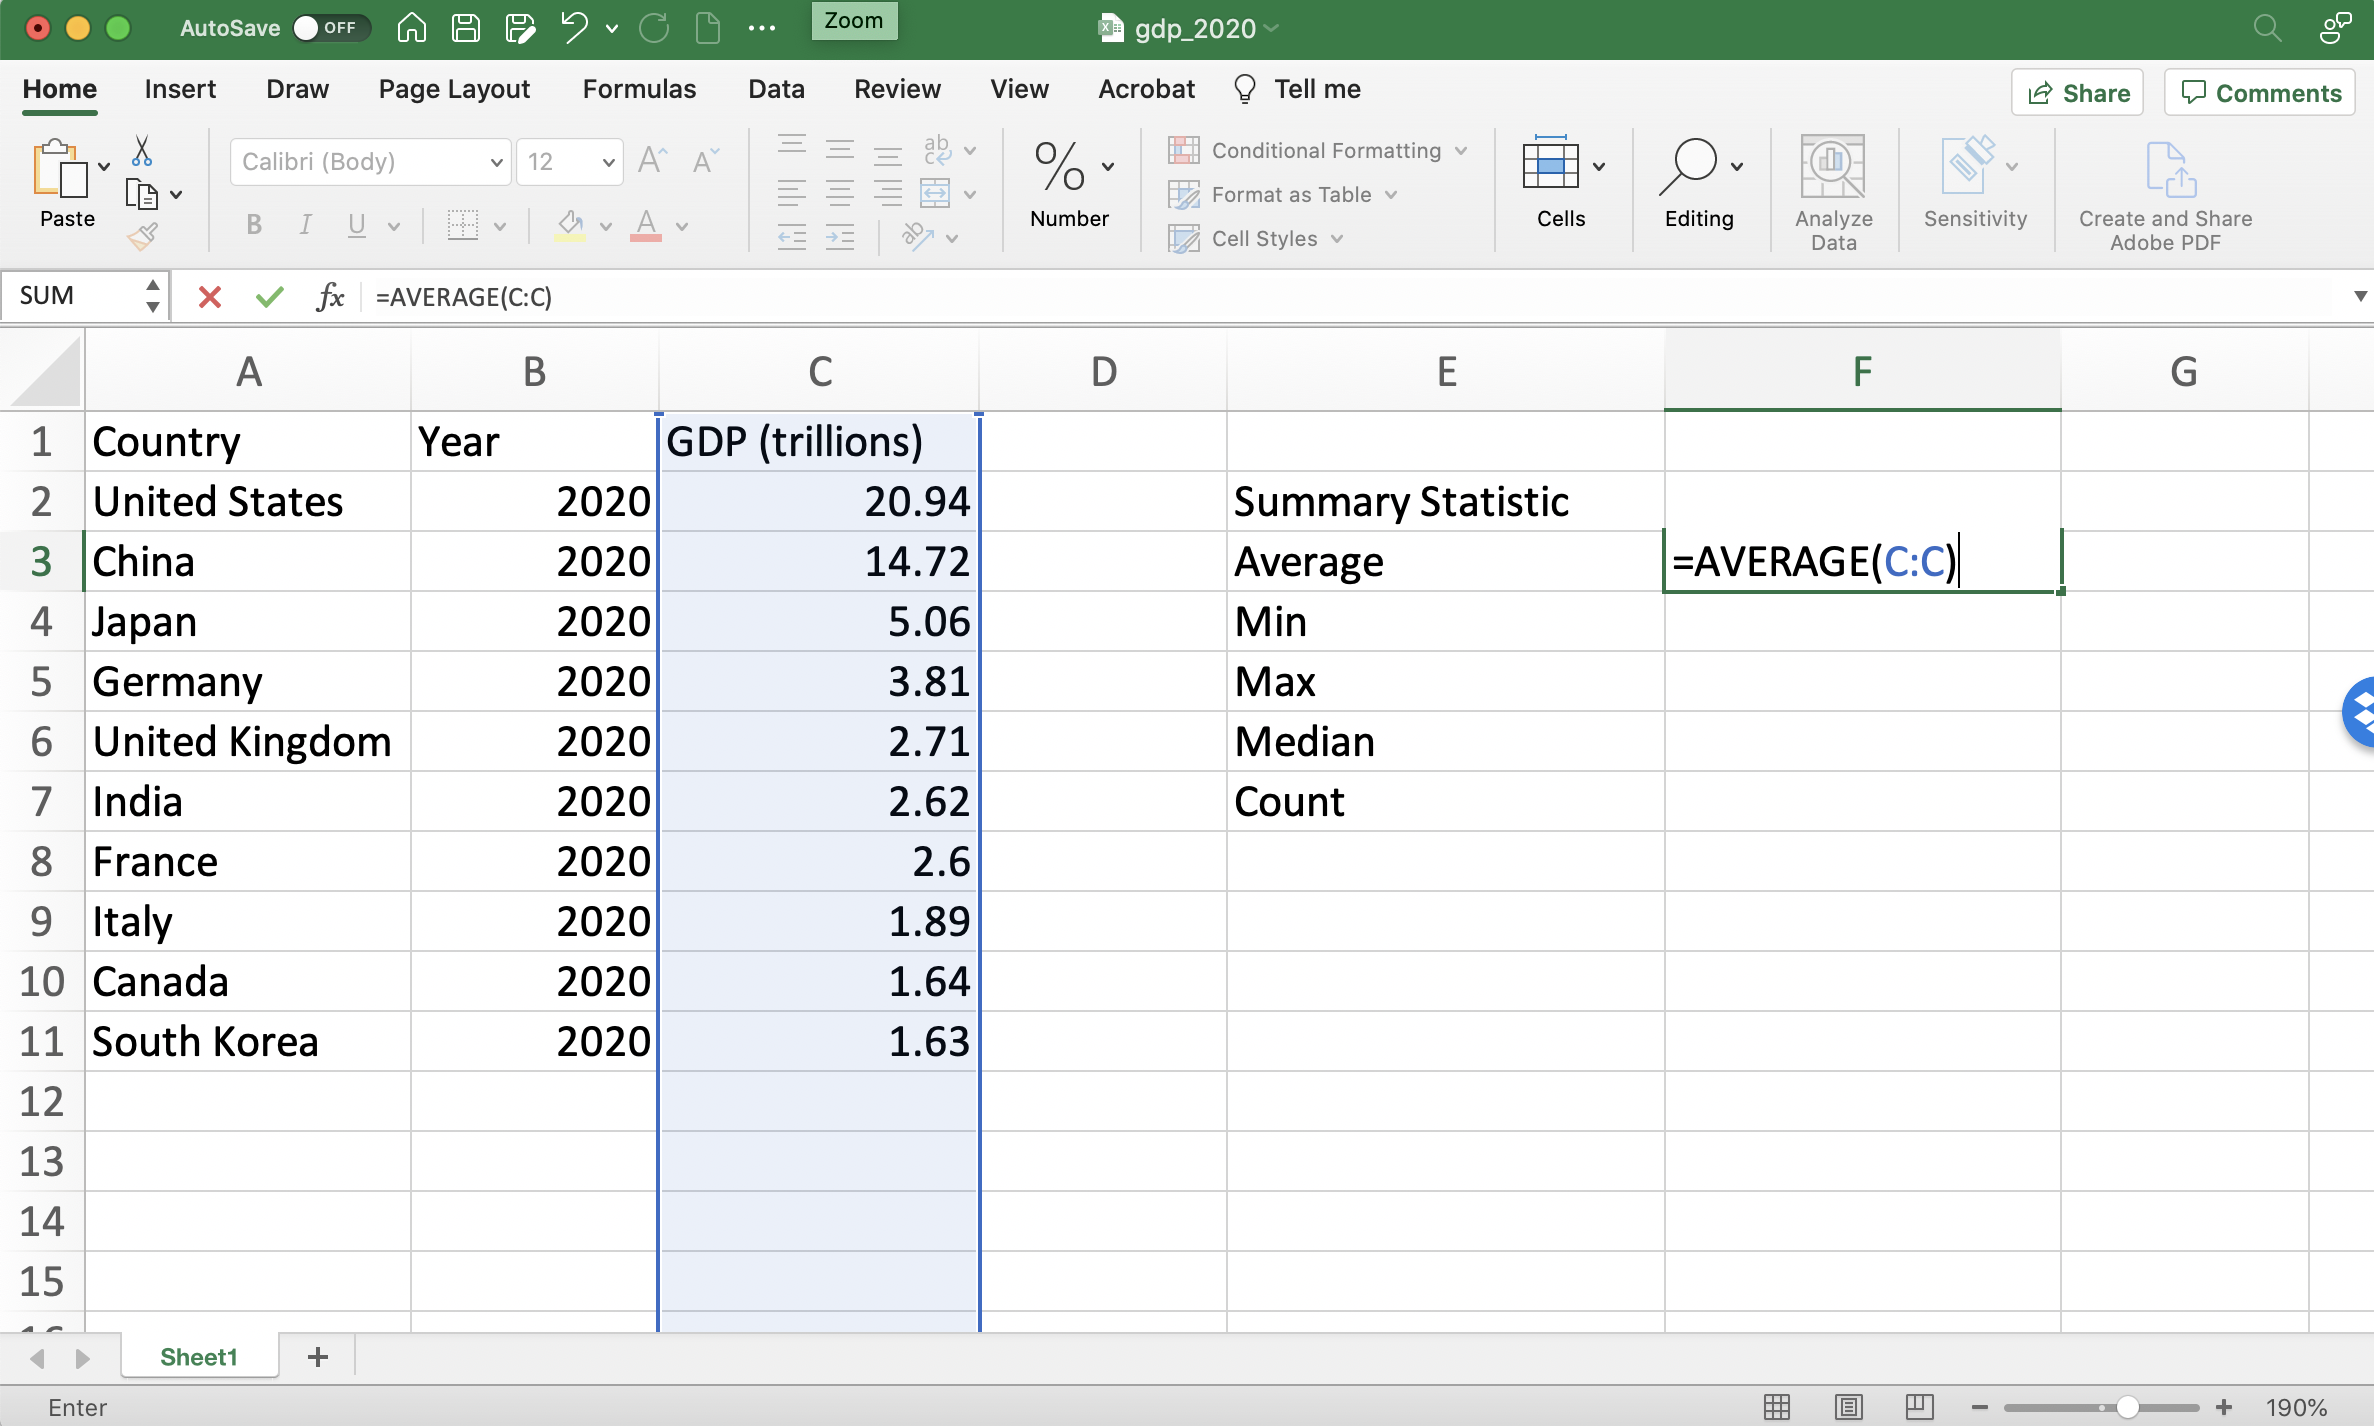 AutoSave OFF Zoom gdp_2020
Home Insert Draw Page Layout Formulas Data Review View Acrobat Tell me Share Comments
Paste Calibri (Body) 12 A A ab c Number Conditional Formatting Cells Editing Analyze Data Sensitivity Create and Share Adobe PDF
B I U A ab Format as Table
Cell Styles
SUM fx =AVERAGE(C:C)
A B C D E F G
1 Country Year GDP (trillions)
2 United States 2020 20.94 Summary Statistic
3 China 2020 14.72 Average =AVERAGE(C:C)
4 Japan 2020 5.06 Min
5 Germany 2020 3.81 Max
6 United Kingdom 2020 2.71 Median
7 India 2020 2.62 Count
8 France 2020 2.6
9 Italy 2020 1.89
10 Canada 2020 1.64
11 South Korea 2020 1.63
12
13
14
15
16
Sheet1 +
Enter 190%